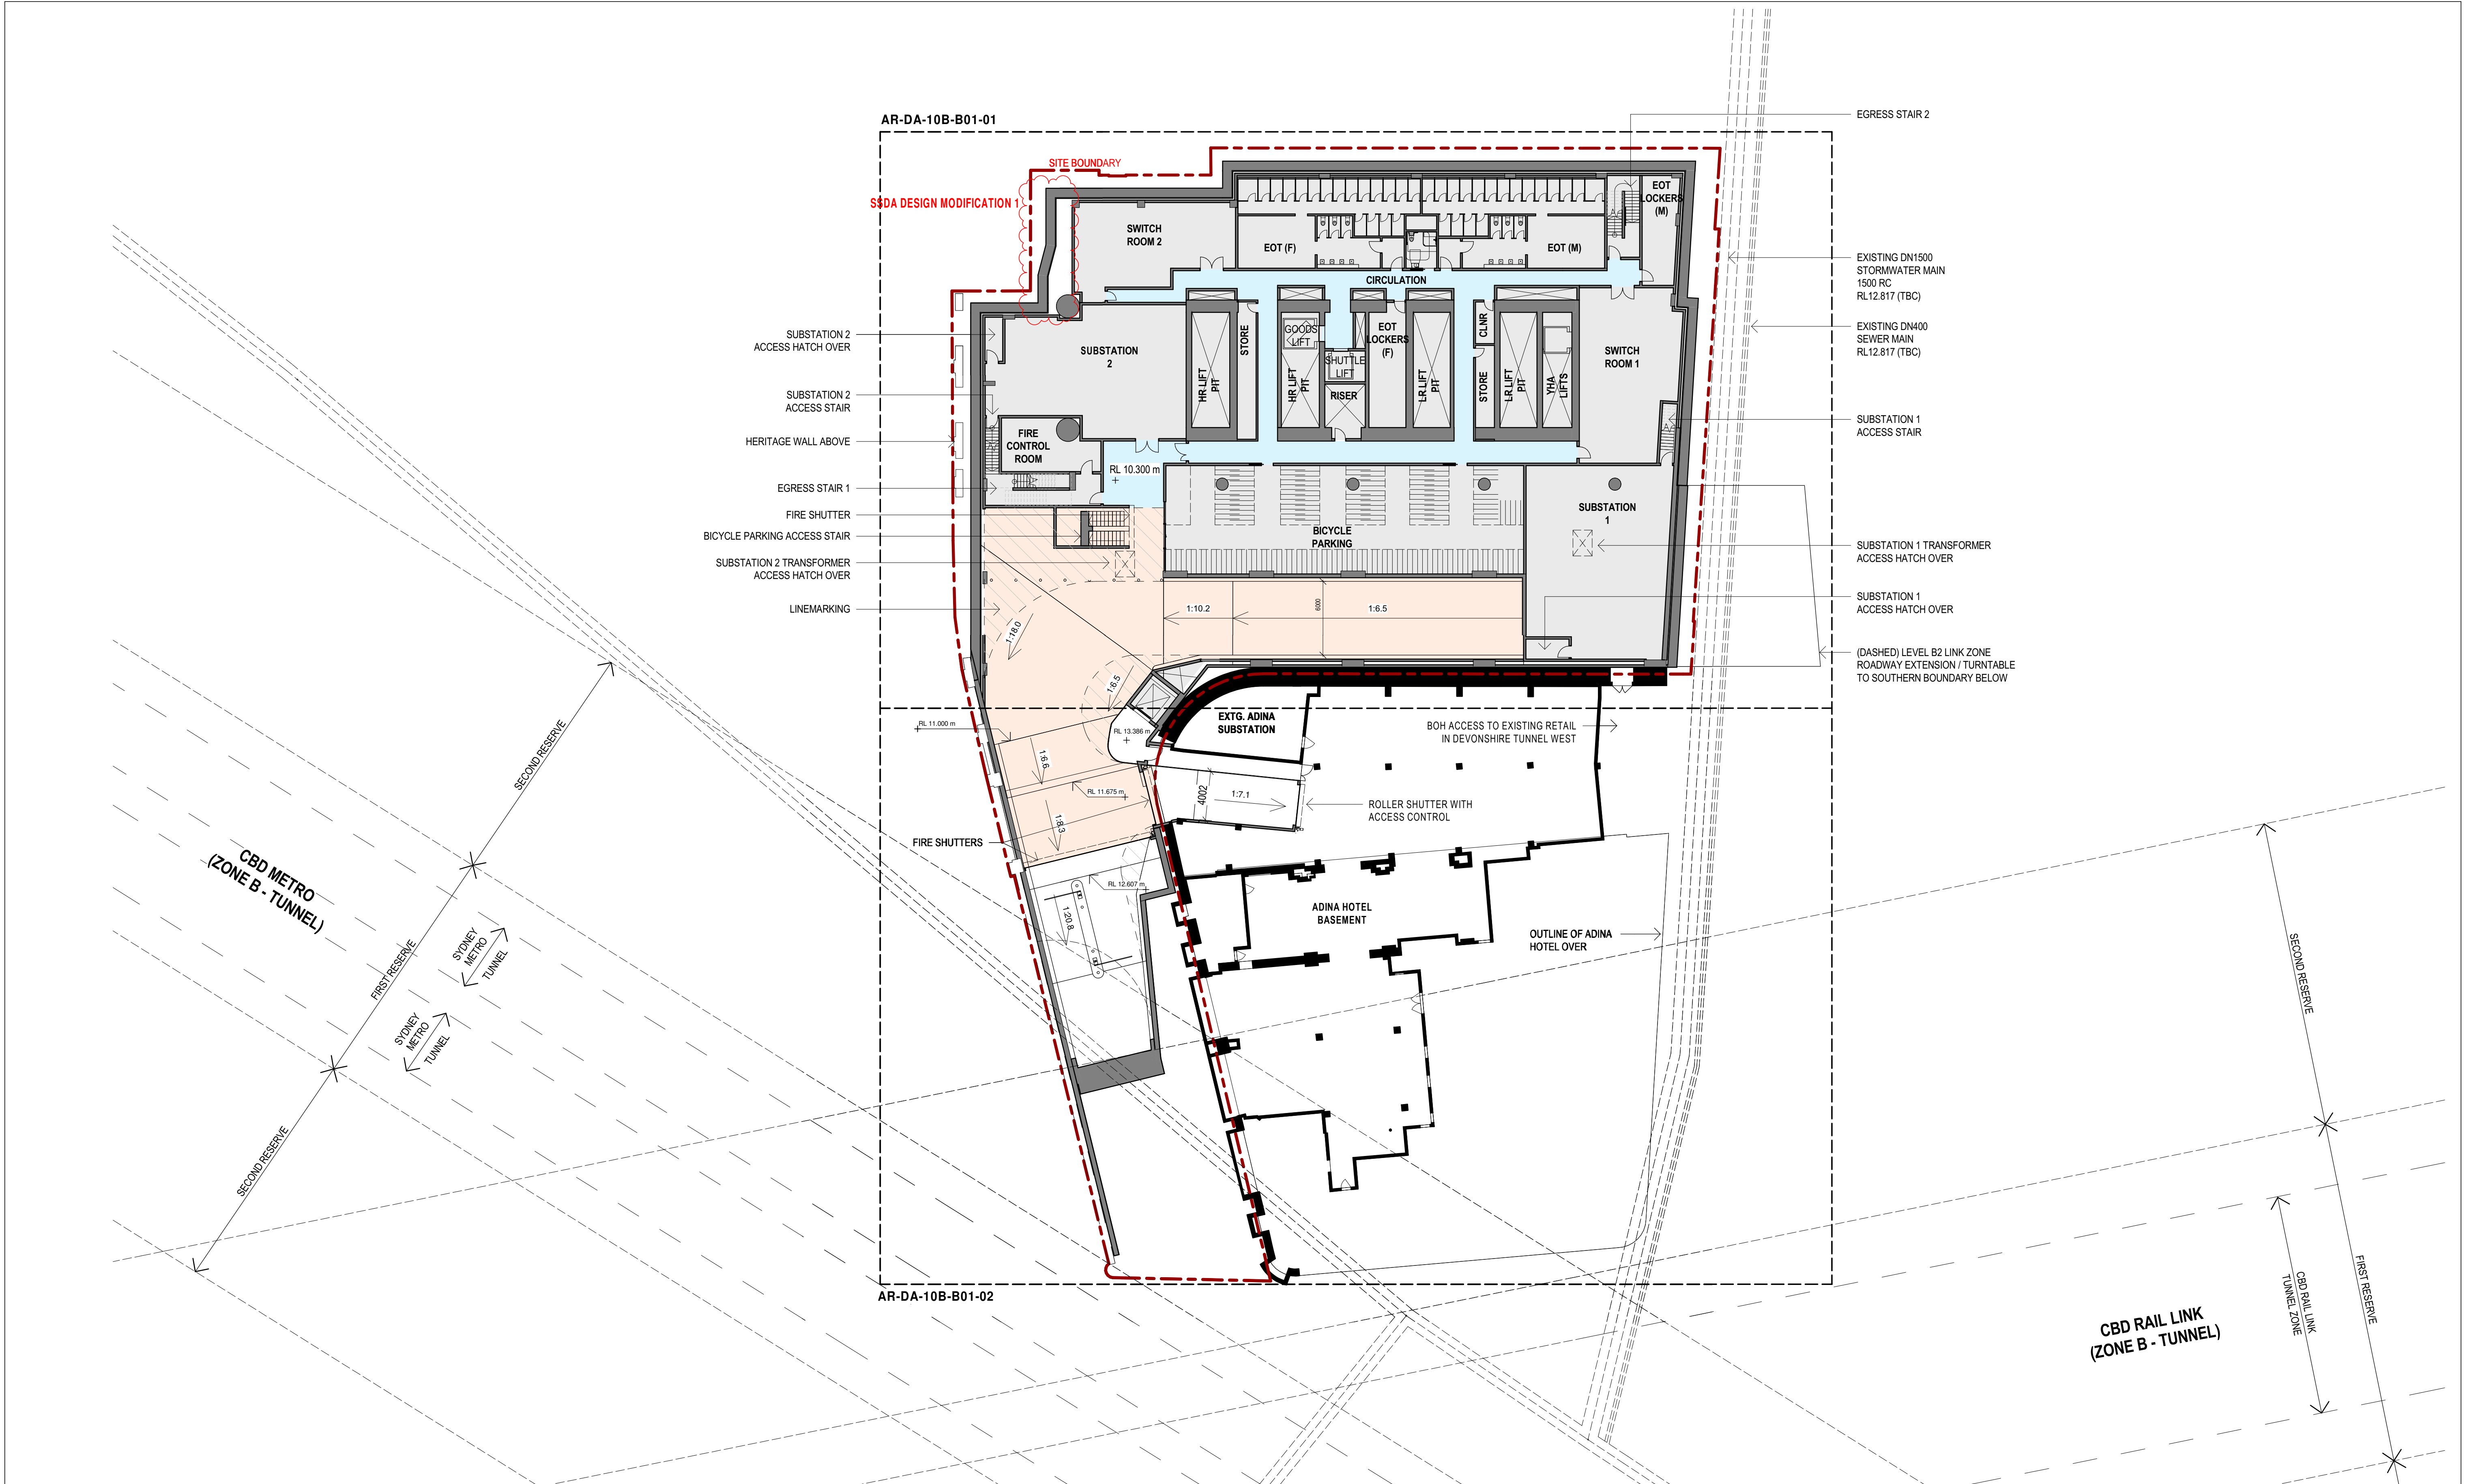 AR-DA-10B-B01-01
SITE BOUNDARY
SSDA DESIGN MODIFICATION 1
EGRESS STAIR 2
EXISTING DN1500
STORMWATER MAIN
1500 RC
RL12.817 (TBC)
EXISTING DN400
SEWER MAIN
RL12.817 (TBC)
SUBSTATION 1
ACCESS STAIR
SUBSTATION 1 TRANSFORMER
ACCESS HATCH OVER
SUBSTATION 1
ACCESS HATCH OVER
(DASHED) LEVEL B2 LINK ZONE
ROADWAY EXTENSION / TURNTABLE
TO SOUTHERN BOUNDARY BELOW
SUBSTATION 2
ACCESS HATCH OVER
SUBSTATION 2
ACCESS STAIR
HERITAGE WALL ABOVE
EGRESS STAIR 1
FIRE SHUTTER
BICYCLE PARKING ACCESS STAIR
SUBSTATION 2 TRANSFORMER
ACCESS HATCH OVER
LINEMARKING
SWITCH
ROOM 2
EOT (F)
EOT (M)
EOT
LOCKERS
(M)
CIRCULATION
SUBSTATION
2
HR LIFT
PIT
STORE
GOODS
LIFT
HR LIFT
PIT
SHUTTLE
LIFT
RISER
EOT
LOCKERS
(F)
LR LIFT
PIT
CLNR
STORE
LR LIFT
PIT
YHA
LIFTS
SWITCH
ROOM 1
FIRE
CONTROL
ROOM
RL 10.300 m
BICYCLE
PARKING
SUBSTATION
1
1:10.2
6000
1:6.5
1:18.0
1:6.5
RL 11.000 m
RL 13.386 m
EXTG. ADINA
SUBSTATION
BOH ACCESS TO EXISTING RETAIL
IN DEVONSHIRE TUNNEL WEST
1:6.6
RL 11.675 m
4002
1:7.1
ROLLER SHUTTER WITH
ACCESS CONTROL
1:8.3
FIRE SHUTTERS
RL 12.607 m
1:20.8
ADINA HOTEL
BASEMENT
OUTLINE OF ADINA
HOTEL OVER
AR-DA-10B-B01-02
SECOND RESERVE
CBD METRO
(ZONE B - TUNNEL)
FIRST RESERVE
SYDNEY
METRO
TUNNEL
SYDNEY
METRO
TUNNEL
SECOND RESERVE
SECOND RESERVE
FIRST RESERVE
CBD RAIL LINK
TUNNEL ZONE
CBD RAIL LINK
(ZONE B - TUNNEL)